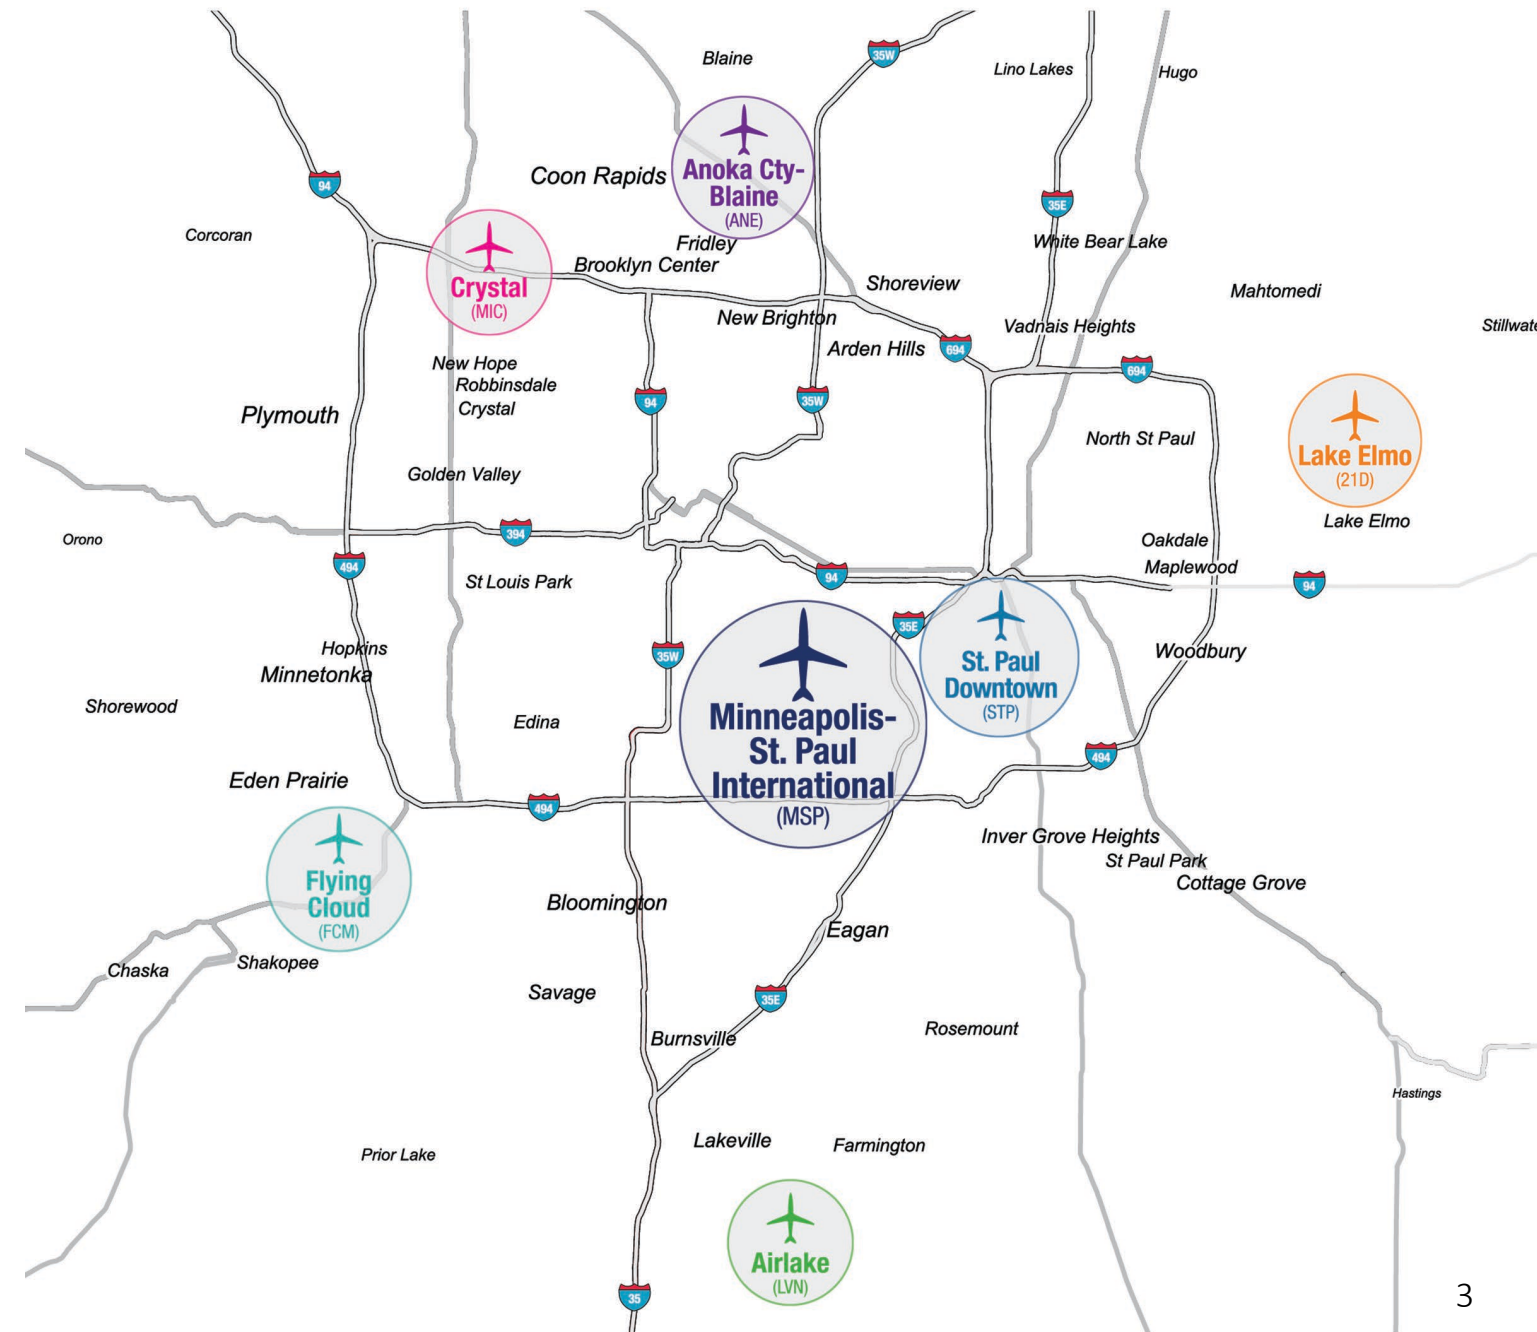 35W
Blaine
Lino Lakes
Hugo
Anoka Cty-
Blaine
(ANE)
Coon Rapids
94
35E
Corcoran
Fridley
White Bear Lake
Brooklyn Center
Crystal
(MIC)
Shoreview
Mahtomedi
New Brighton
Vadnais Heights
Stillwate
Arden Hills
694
694
New Hope
Robbinsdale
Crystal
94
35W
Plymouth
North St Paul
Lake Elmo
(21D)
Golden Valley
Lake Elmo
394
Orono
Oakdale
Maplewood
494
St Louis Park
94
94
35E
Hopkins
Minnetonka
35W
St. Paul
Downtown
(STP)
Woodbury
Shorewood
Edina
Minneapolis-
St. Paul
International
(MSP)
494
Eden Prairie
494
Inver Grove Heights
St Paul Park
Cottage Grove
Flying
Cloud
(FCM)
Bloomington
Eagan
Chaska
Shakopee
Savage
35E
Burnsville
Rosemount
Hastings
Prior Lake
Lakeville
Farmington
Airlake
(LVN)
35
3